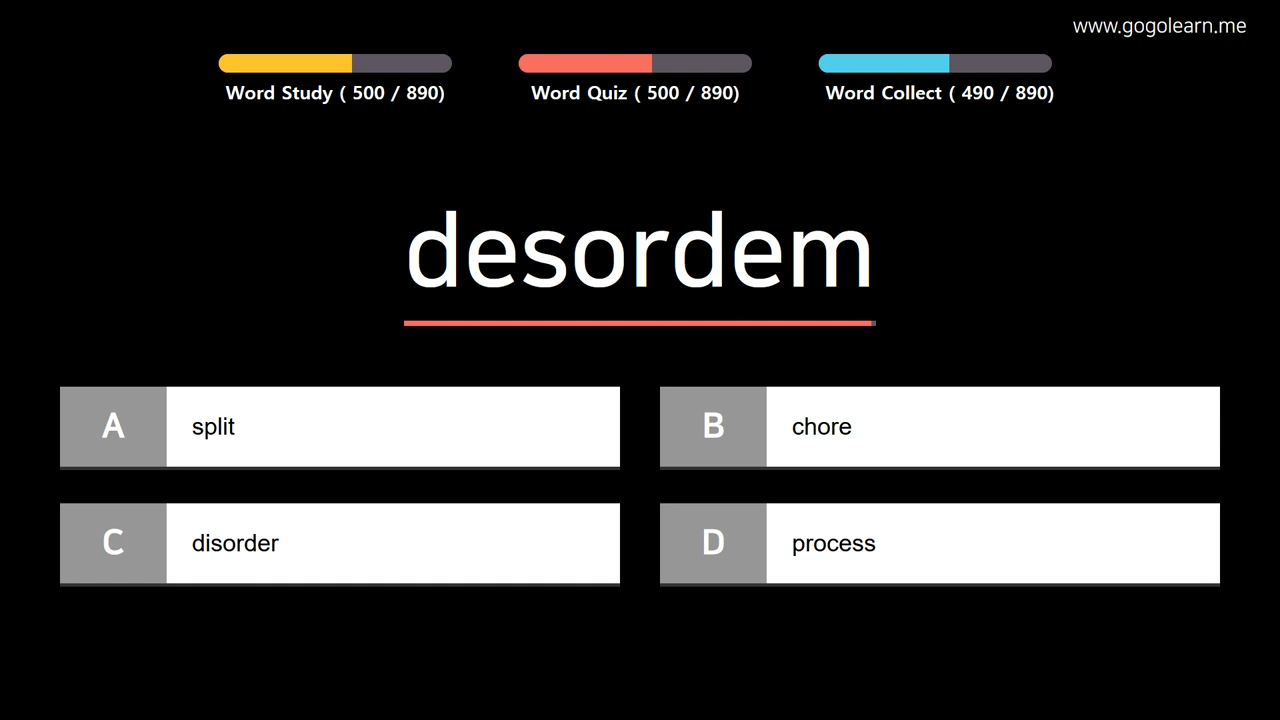 www.gogolearn.me
Word Study ( 500 / 890)
Word Quiz ( 500 / 890)
Word Collect ( 490 / 890)
desordem
A split
B chore
C disorder
D process